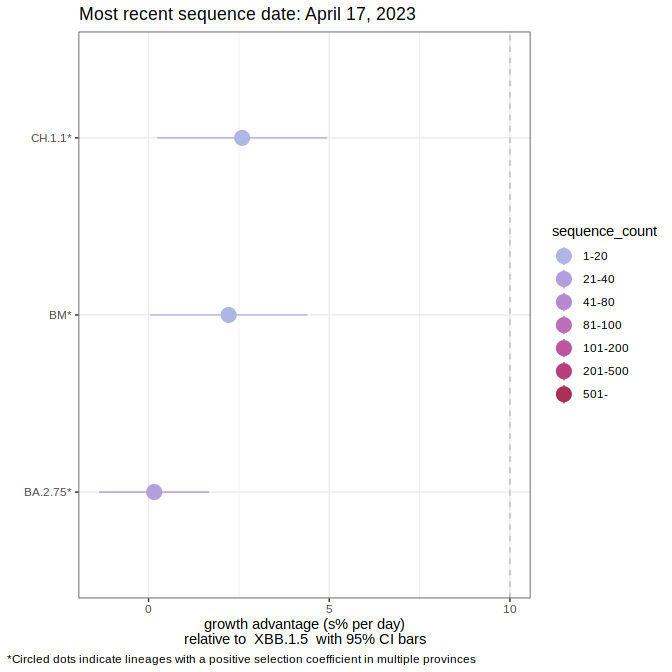 Most recent sequence date: April 17, 2023
CH.1.1*
BM*
BA.2.75*
0
5
10
growth advantage (s% per day)
relative to  XBB.1.5  with 95% CI bars
sequence_count
1-20
21-40
41-80
81-100
101-200
201-500
501-
*Circled dots indicate lineages with a positive selection coefficient in multiple provinces